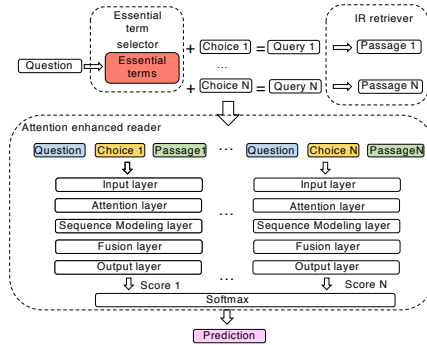 Essential
term
selector
IR retriever
Question
Essential
terms
+ Choice 1 = Query 1
Passage 1
...
+ Choice N = Query N
Passage N
Attention enhanced reader
Question Choice 1 Passage1 ... Question Choice N PassageN
Input layer Input layer
Attention layer Attention layer
...
Sequence Modeling layer Sequence Modeling layer
Fusion layer Fusion layer
Output layer Output layer
Score 1 ... Score N
Softmax
Prediction